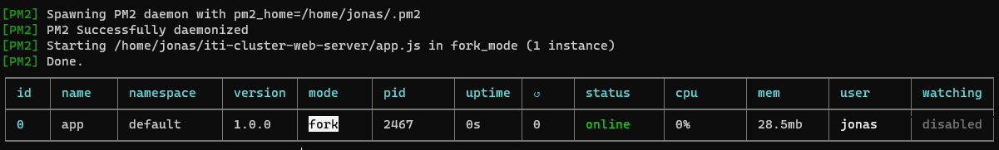 [PM2] Spawning PM2 daemon with pm2_home=/home/jonas/.pm2
[PM2] PM2 Successfully daemonized
[PM2] Starting /home/jonas/iti-cluster-web-server/app.js in fork_mode (1 instance)
[PM2] Done.
id name namespace version mode pid uptime ↺ status cpu mem user watching
0 app default 1.0.0 fork 2467 0s 0 online 0% 28.5mb jonas disabled